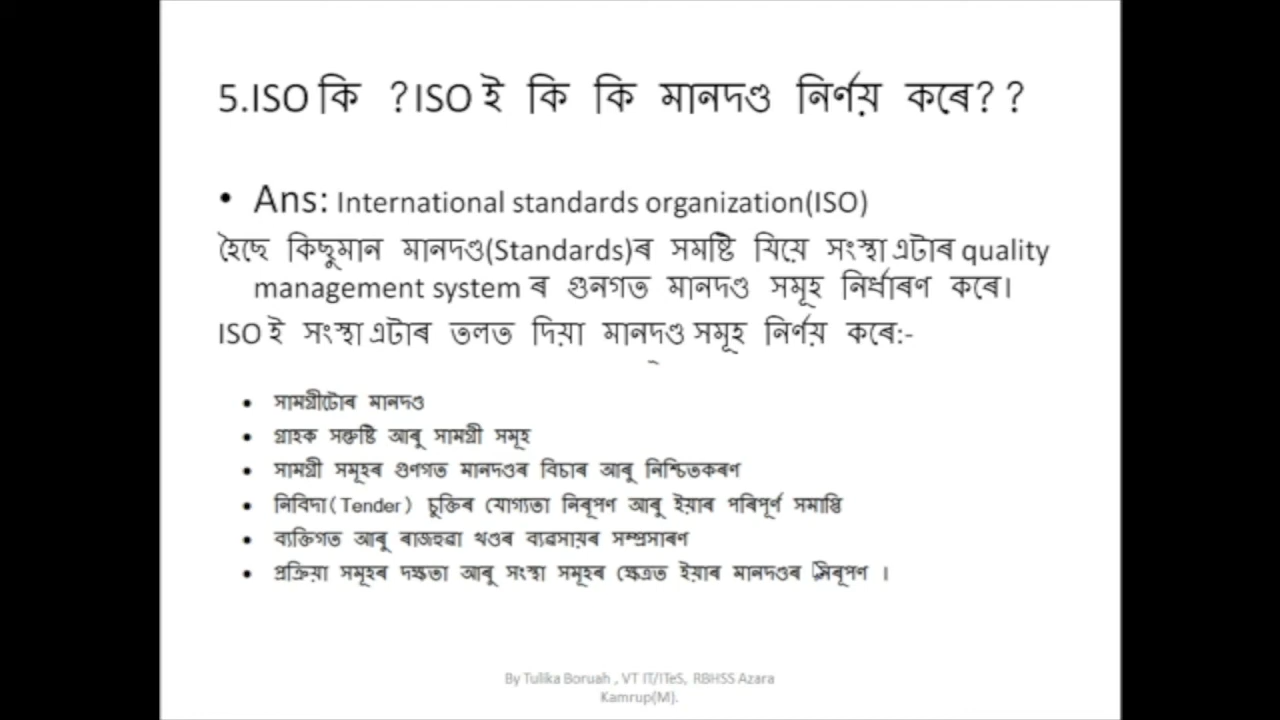 5.ISO কি ?ISO ই কি কি মানদণ্ড নিৰ্ণয় কৰে? ?
• Ans: International standards organization(ISO)
হৈছে কিছুমান মানদণ্ড(Standards)ৰ সমষ্টি যিয়ে সংস্থা এটাৰ quality
management system ৰ গুনগত মানদণ্ড সমূহ নিৰ্ধাৰণ কৰে।
ISO ই সংস্থা এটাৰ তলত দিয়া মানদণ্ড সমূহ নিৰ্ণয় কৰে:-
• সামগ্ৰীটোৰ মানদণ্ড
• গ্ৰাহক সন্তুষ্টি আৰু সামগ্ৰী সমূহ
• সামগ্ৰী সমূহৰ গুণগত মানদণ্ডৰ বিচাৰ আৰু নিশ্চিতকৰণ
• নিবিদা(Tender) চুক্তিৰ যোগ্যতা নিৰূপণ আৰু ইয়াৰ পৰিপূৰ্ণ সমাপ্তি
• ব্যক্তিগত আৰু ৰাজহুৱা খণ্ডৰ ব্যৱসায়ৰ সম্প্ৰসাৰণ
• প্ৰক্ৰিয়া সমূহৰ দক্ষতা আৰু সংস্থা সমূহৰ ক্ষেত্ৰত ইয়াৰ মানদণ্ডৰ নিৰূপণ ।
By Tulika Boruah , VT IT/ITeS, RBHSS Azara
Kamrup(M).